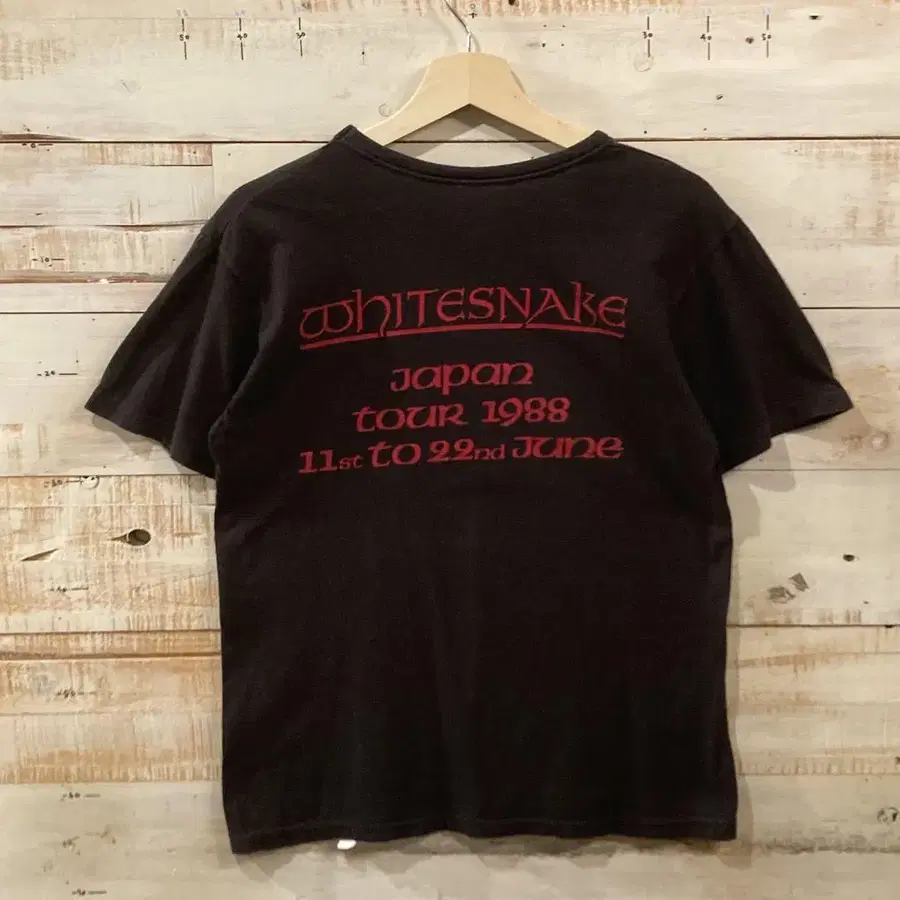 WHITESNAKE
JAPAN
TOUR 1988
11st TO 22nd JUNE